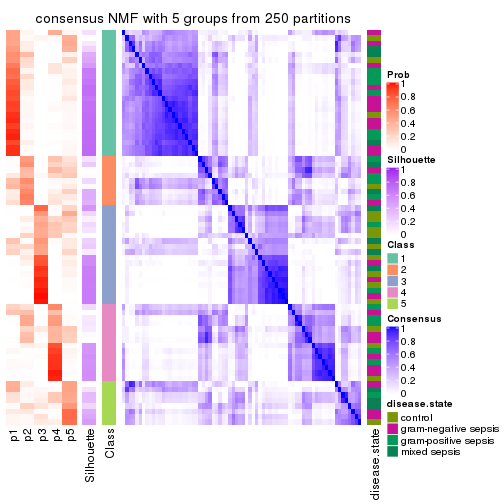 consensus NMF with 5 groups from 250 partitions
Prob
1
0.8
0.6
0.4
0.2
0
Silhouette
1
0.8
0.6
0.4
0.2
0
Class
1
2
3
4
5
Consensus
1
0.8
0.6
0.4
0.2
0
disease.state
control
gram-negative sepsis
gram-positive sepsis
mixed sepsis
p1
p2
p3
p4
p5
Silhouette
Class
disease.state